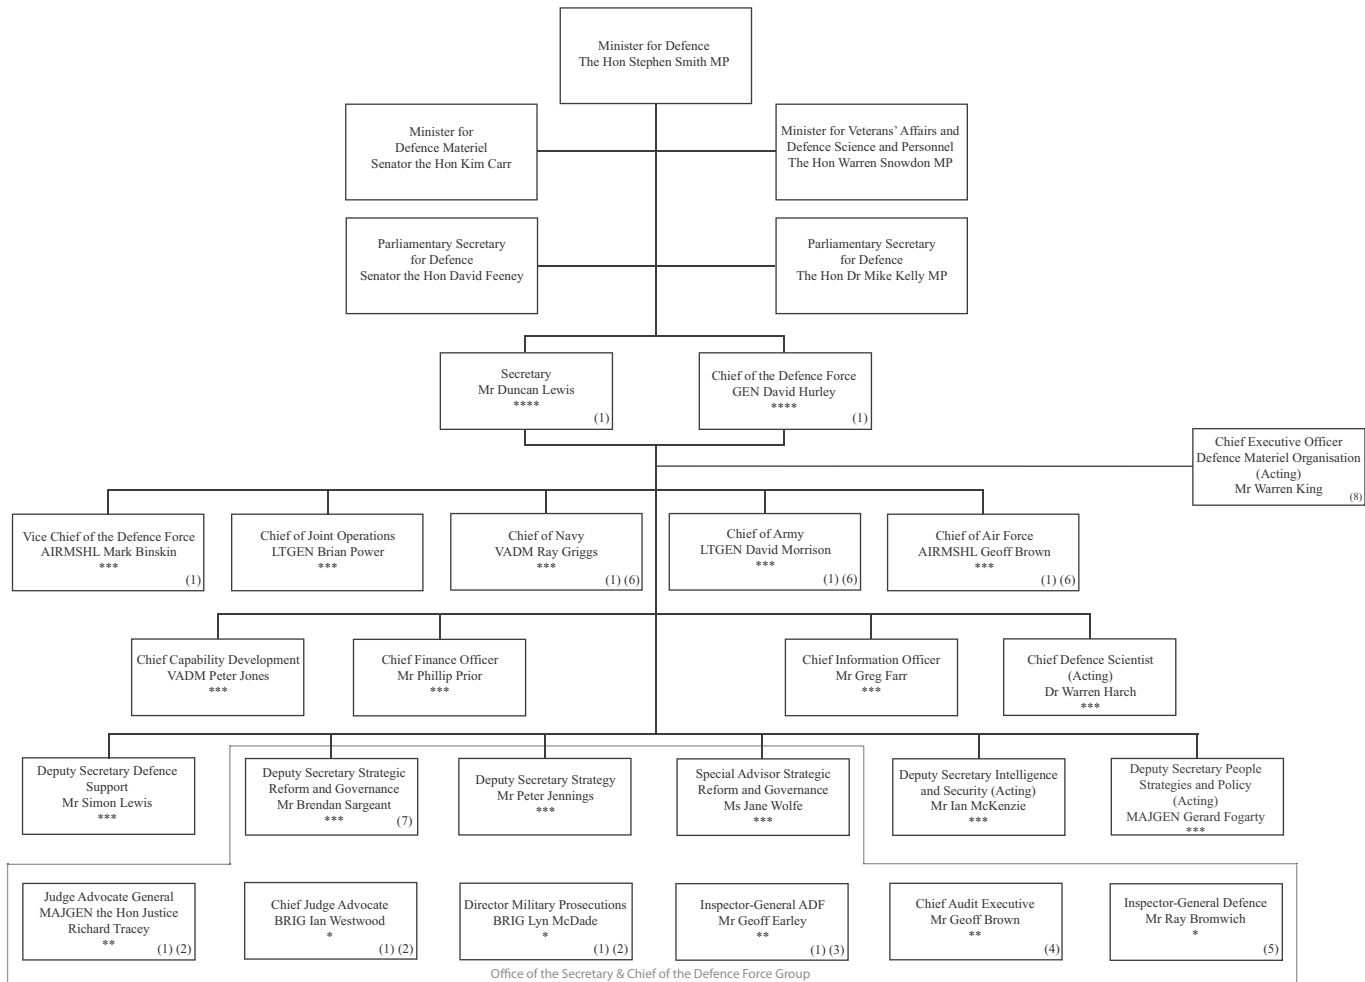 Minister for Defence
The Hon Stephen Smith MP
Minister for
Defence Materiel
Senator the Hon Kim Carr
Minister for Veterans' Affairs and
Defence Science and Personnel
The Hon Warren Snowdon MP
Parliamentary Secretary
for Defence
Senator the Hon David Feeney
Parliamentary Secretary
for Defence
The Hon Dr Mike Kelly MP
Secretary
Mr Duncan Lewis
****
(1)
Chief of the Defence Force
GEN David Hurley
****
(1)
Chief Executive Officer
Defence Materiel Organisation
(Acting)
Mr Warren King
(8)
Vice Chief of the Defence Force
AIRMSHL Mark Binskin
***
(1)
Chief of Joint Operations
LTGEN Brian Power
***
Chief of Navy
VADM Ray Griggs
***
(1) (6)
Chief of Army
LTGEN David Morrison
***
(1) (6)
Chief of Air Force
AIRMSHL Geoff Brown
***
(1) (6)
Chief Capability Development
VADM Peter Jones
***
Chief Finance Officer
Mr Phillip Prior
***
Chief Information Officer
Mr Greg Farr
***
Chief Defence Scientist
(Acting)
Dr Warren Harch
***
Deputy Secretary Defence
Support
Mr Simon Lewis
***
Deputy Secretary Strategic
Reform and Governance
Mr Brendan Sargeant
***
(7)
Deputy Secretary Strategy
Mr Peter Jennings
***
Special Advisor Strategic
Reform and Governance
Ms Jane Wolfe
***
Deputy Secretary Intelligence
and Security (Acting)
Mr Ian McKenzie
***
Deputy Secretary People
Strategies and Policy
(Acting)
MAJGEN Gerard Fogarty
***
Judge Advocate General
MAJGEN the Hon Justice
Richard Tracey
**
(1) (2)
Chief Judge Advocate
BRIG Ian Westwood
*
(1) (2)
Director Military Prosecutions
BRIG Lyn McDade
*
(1) (2)
Inspector-General ADF
Mr Geoff Earley
**
(1) (3)
Chief Audit Executive
Mr Geoff Brown
**
(4)
Inspector-General Defence
Mr Ray Bromwich
*
(5)
Office of the Secretary & Chief of the Defence Force Group